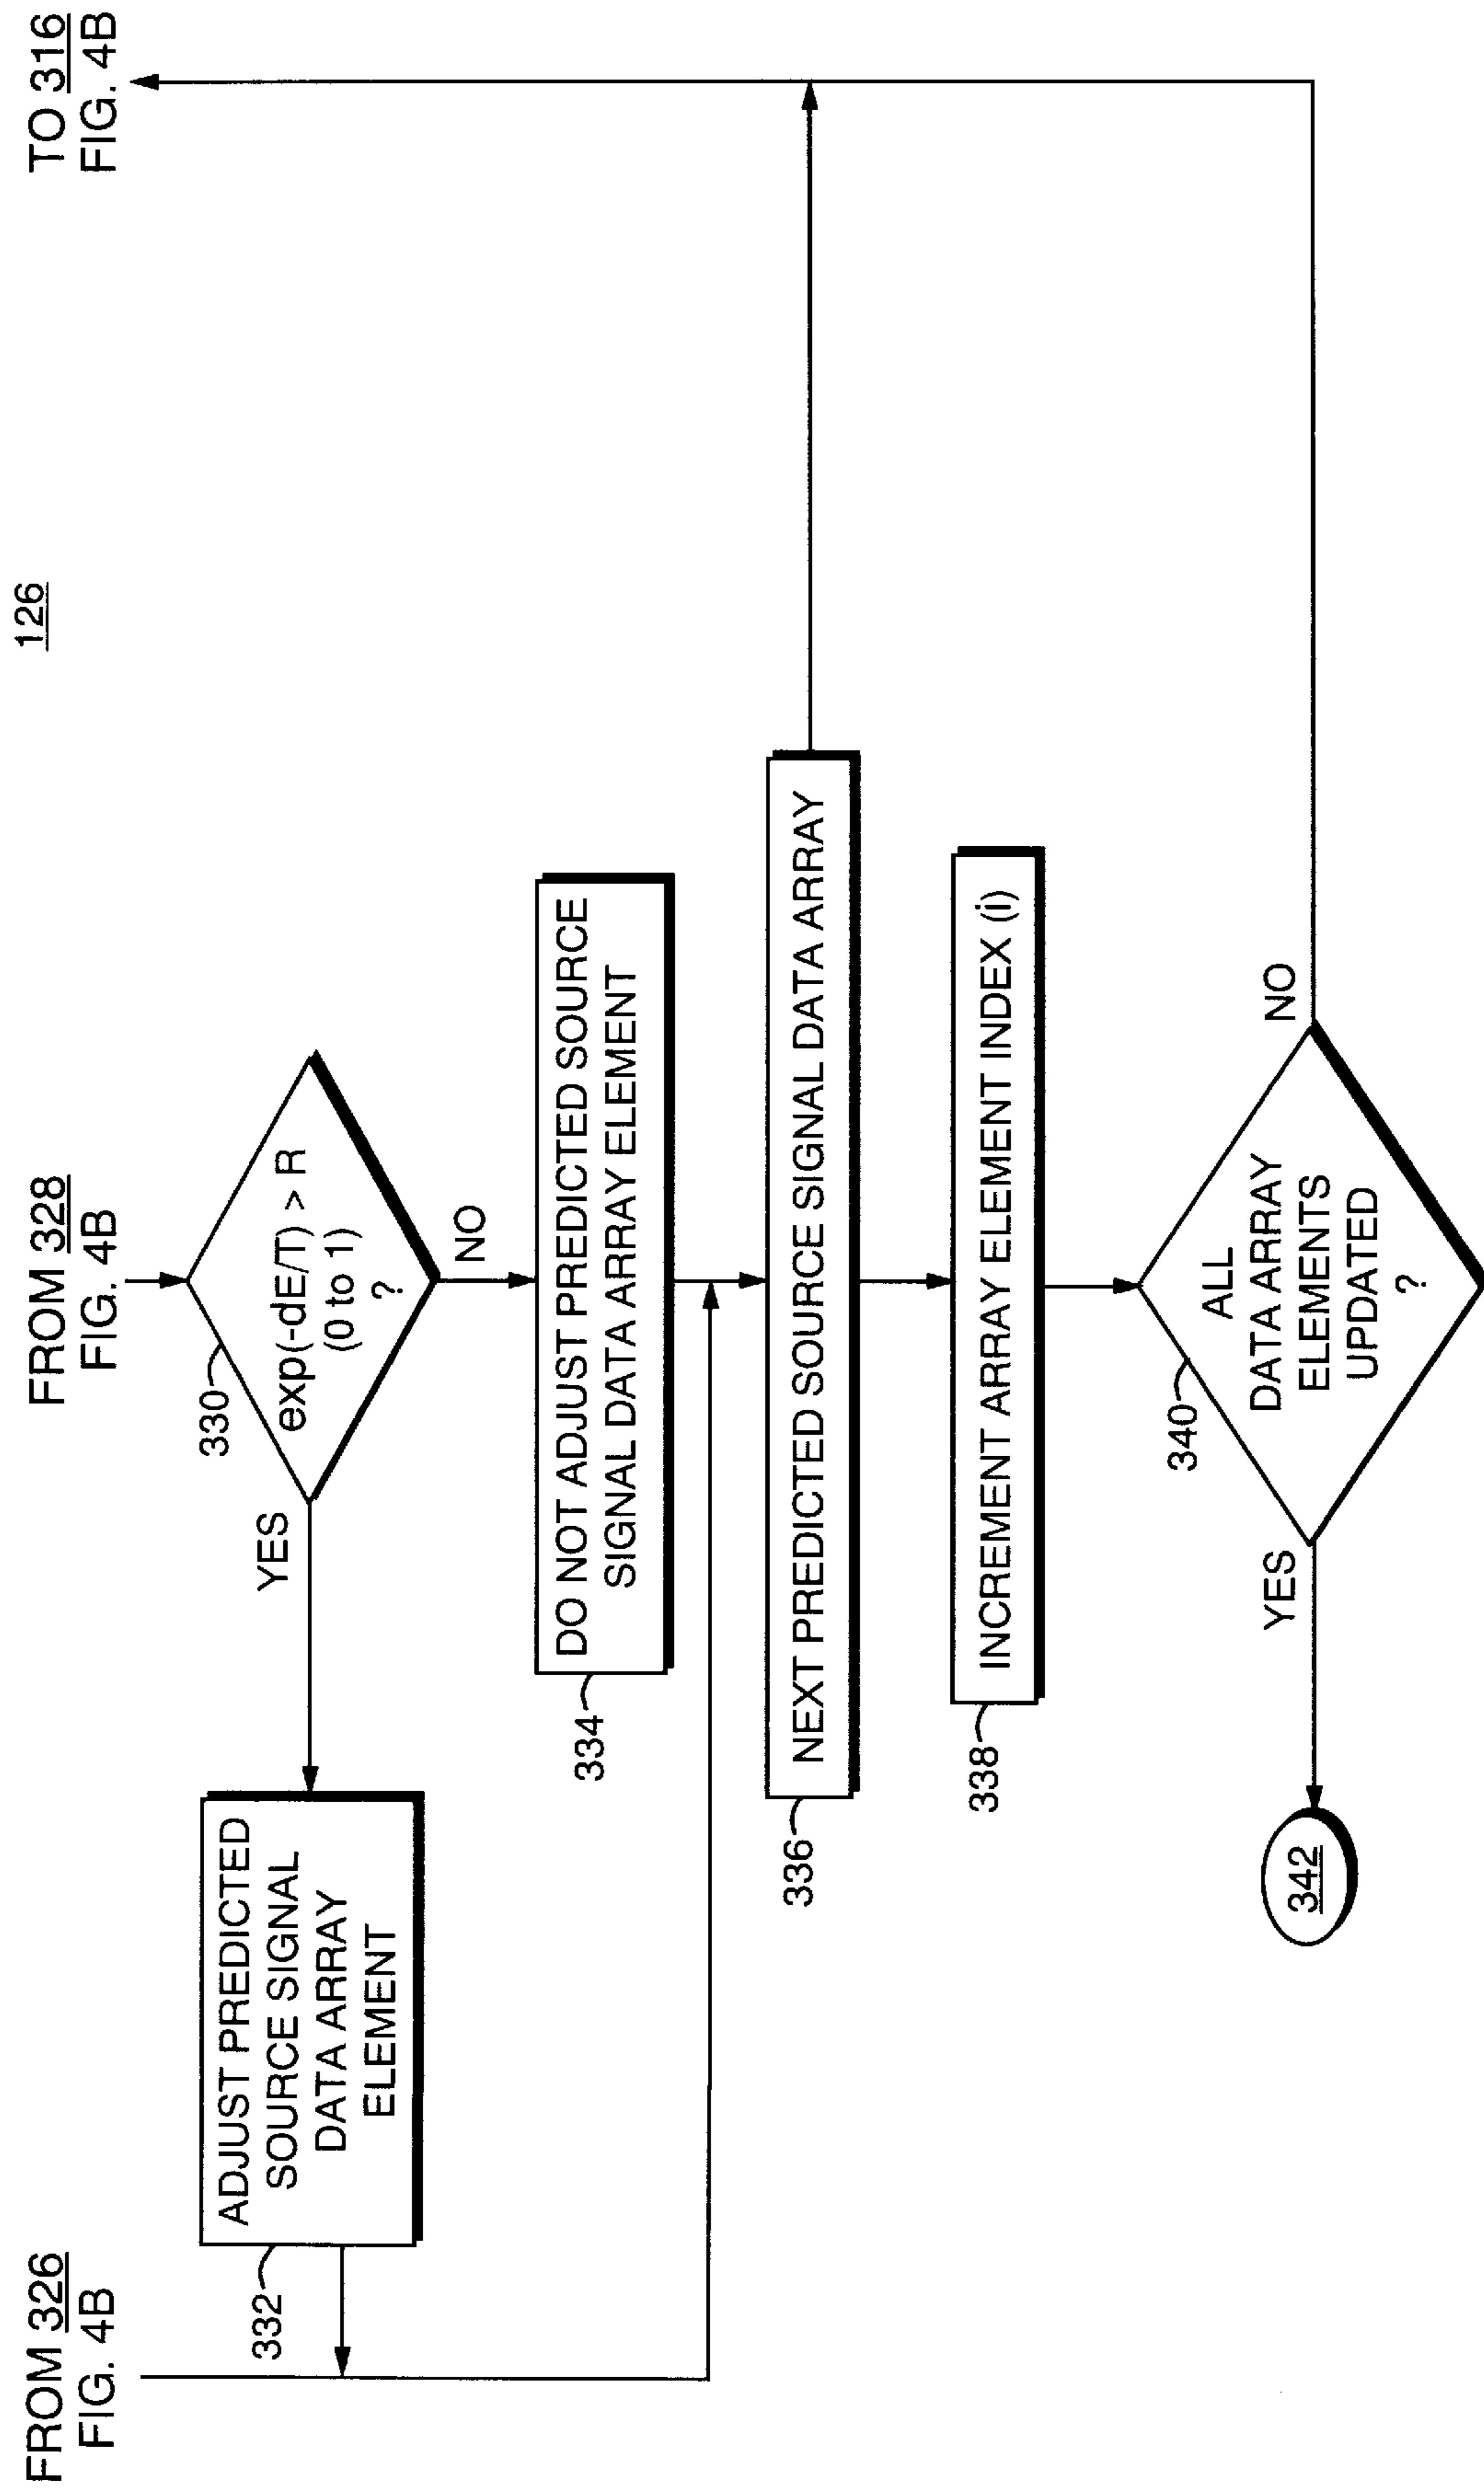 126
FROM 326
FIG. 4B
FROM 328
FIG. 4B
TO 316
FIG. 4B
330
exp(-dE/T) > R
(0 to 1)
?
YES
NO
332
ADJUST PREDICTED
SOURCE SIGNAL
DATA ARRAY
ELEMENT
334
DO NOT ADJUST PREDICTED SOURCE
SIGNAL DATA ARRAY ELEMENT
336
NEXT PREDICTED SOURCE SIGNAL DATA ARRAY
338
INCREMENT ARRAY ELEMENT INDEX (i)
340
ALL
DATA ARRAY
ELEMENTS
UPDATED
?
YES
NO
342